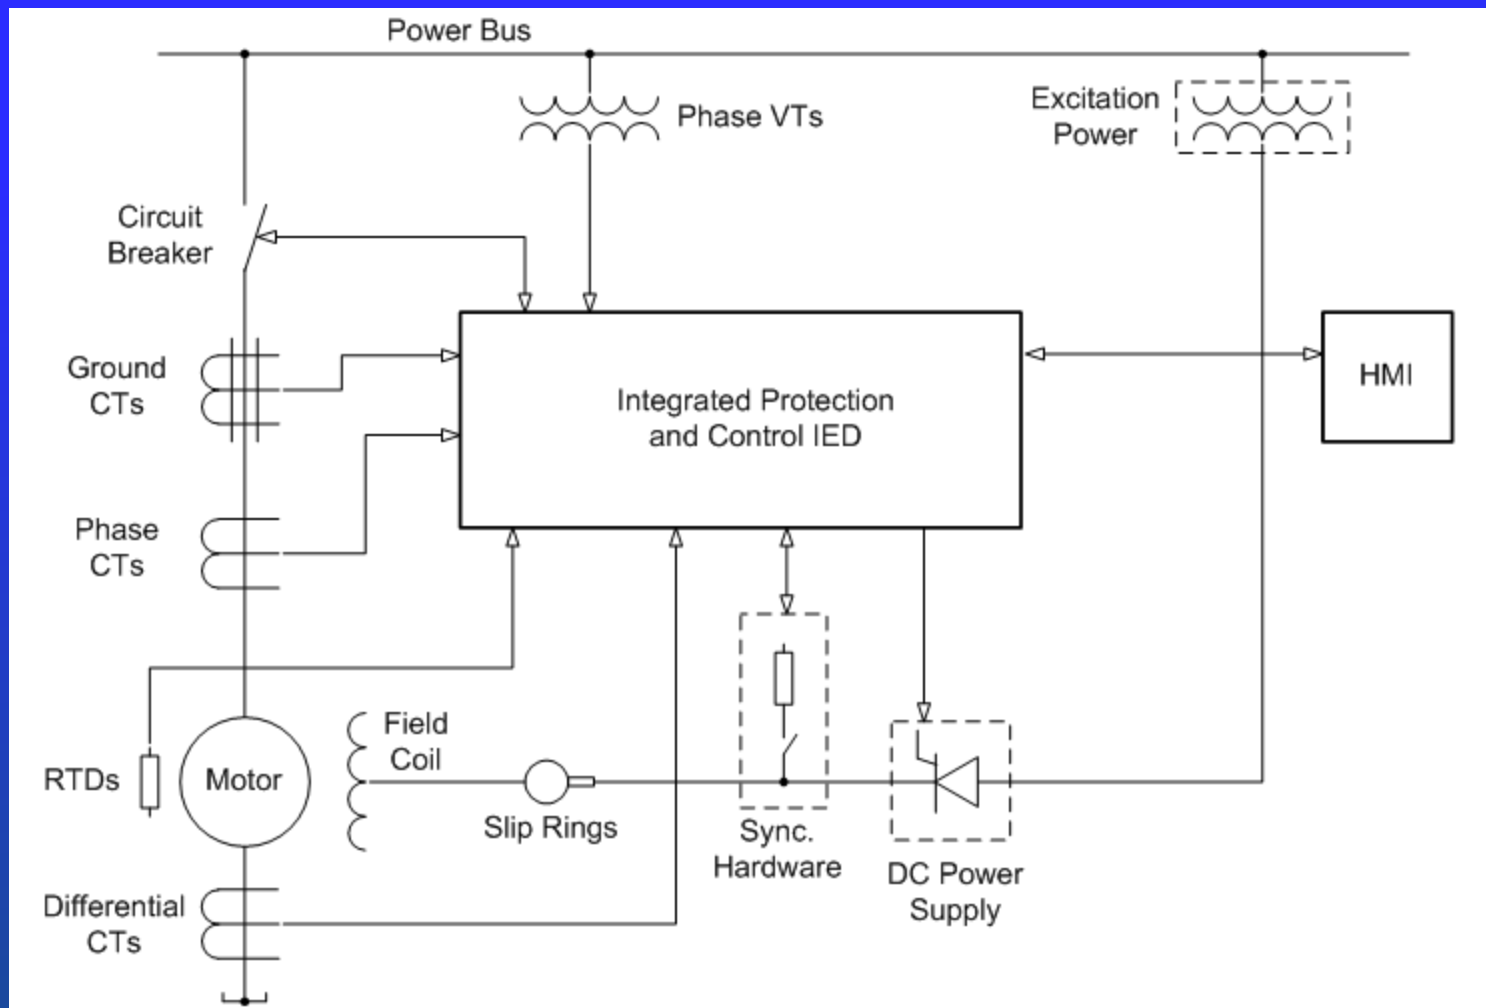 Power Bus
Phase VTs
Excitation
Power
Circuit
Breaker
Ground
CTs
Integrated Protection
and Control IED
HMI
Phase
CTs
Field
Coil
RTDs
Motor
Slip Rings
Sync.
Hardware
DC Power
Supply
Differential
CTs